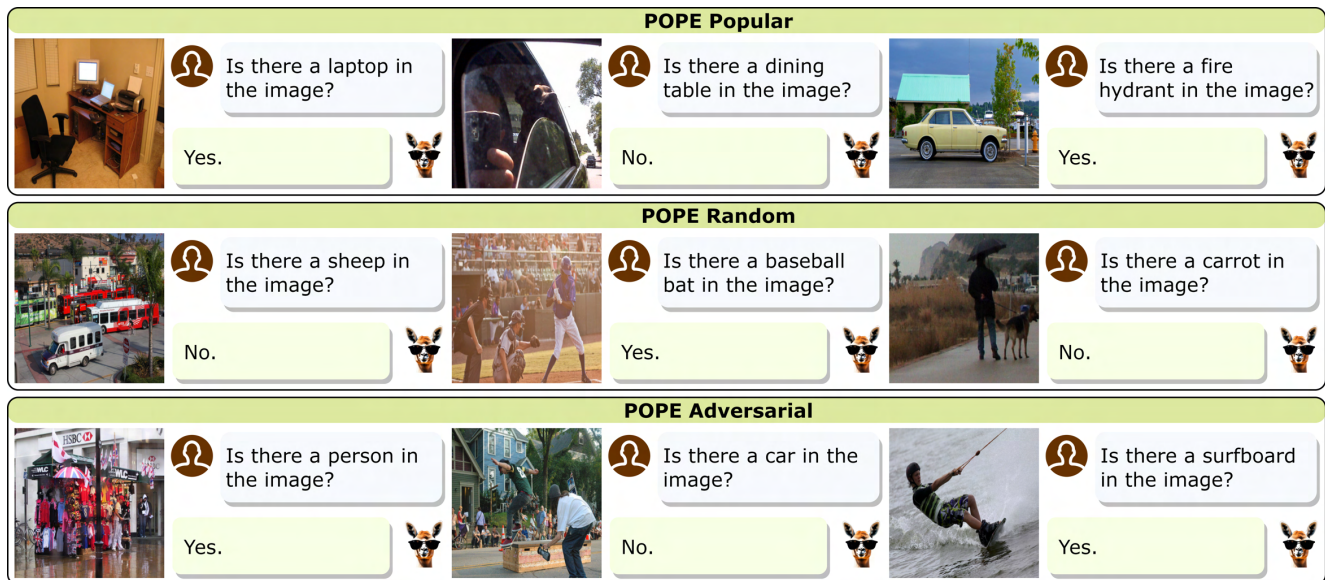 POPE Popular
Is there a laptop in
the image?
Yes.
Is there a dining
table in the image?
No.
Is there a fire
hydrant in the image?
Yes.
POPE Random
Is there a sheep in
the image?
No.
Is there a baseball
bat in the image?
Yes.
Is there a carrot in
the image?
No.
POPE Adversarial
HSBC
WLC
WLC
Is there a person in
the image?
Yes.
Is there a car in the
image?
No.
Is there a surfboard
in the image?
Yes.